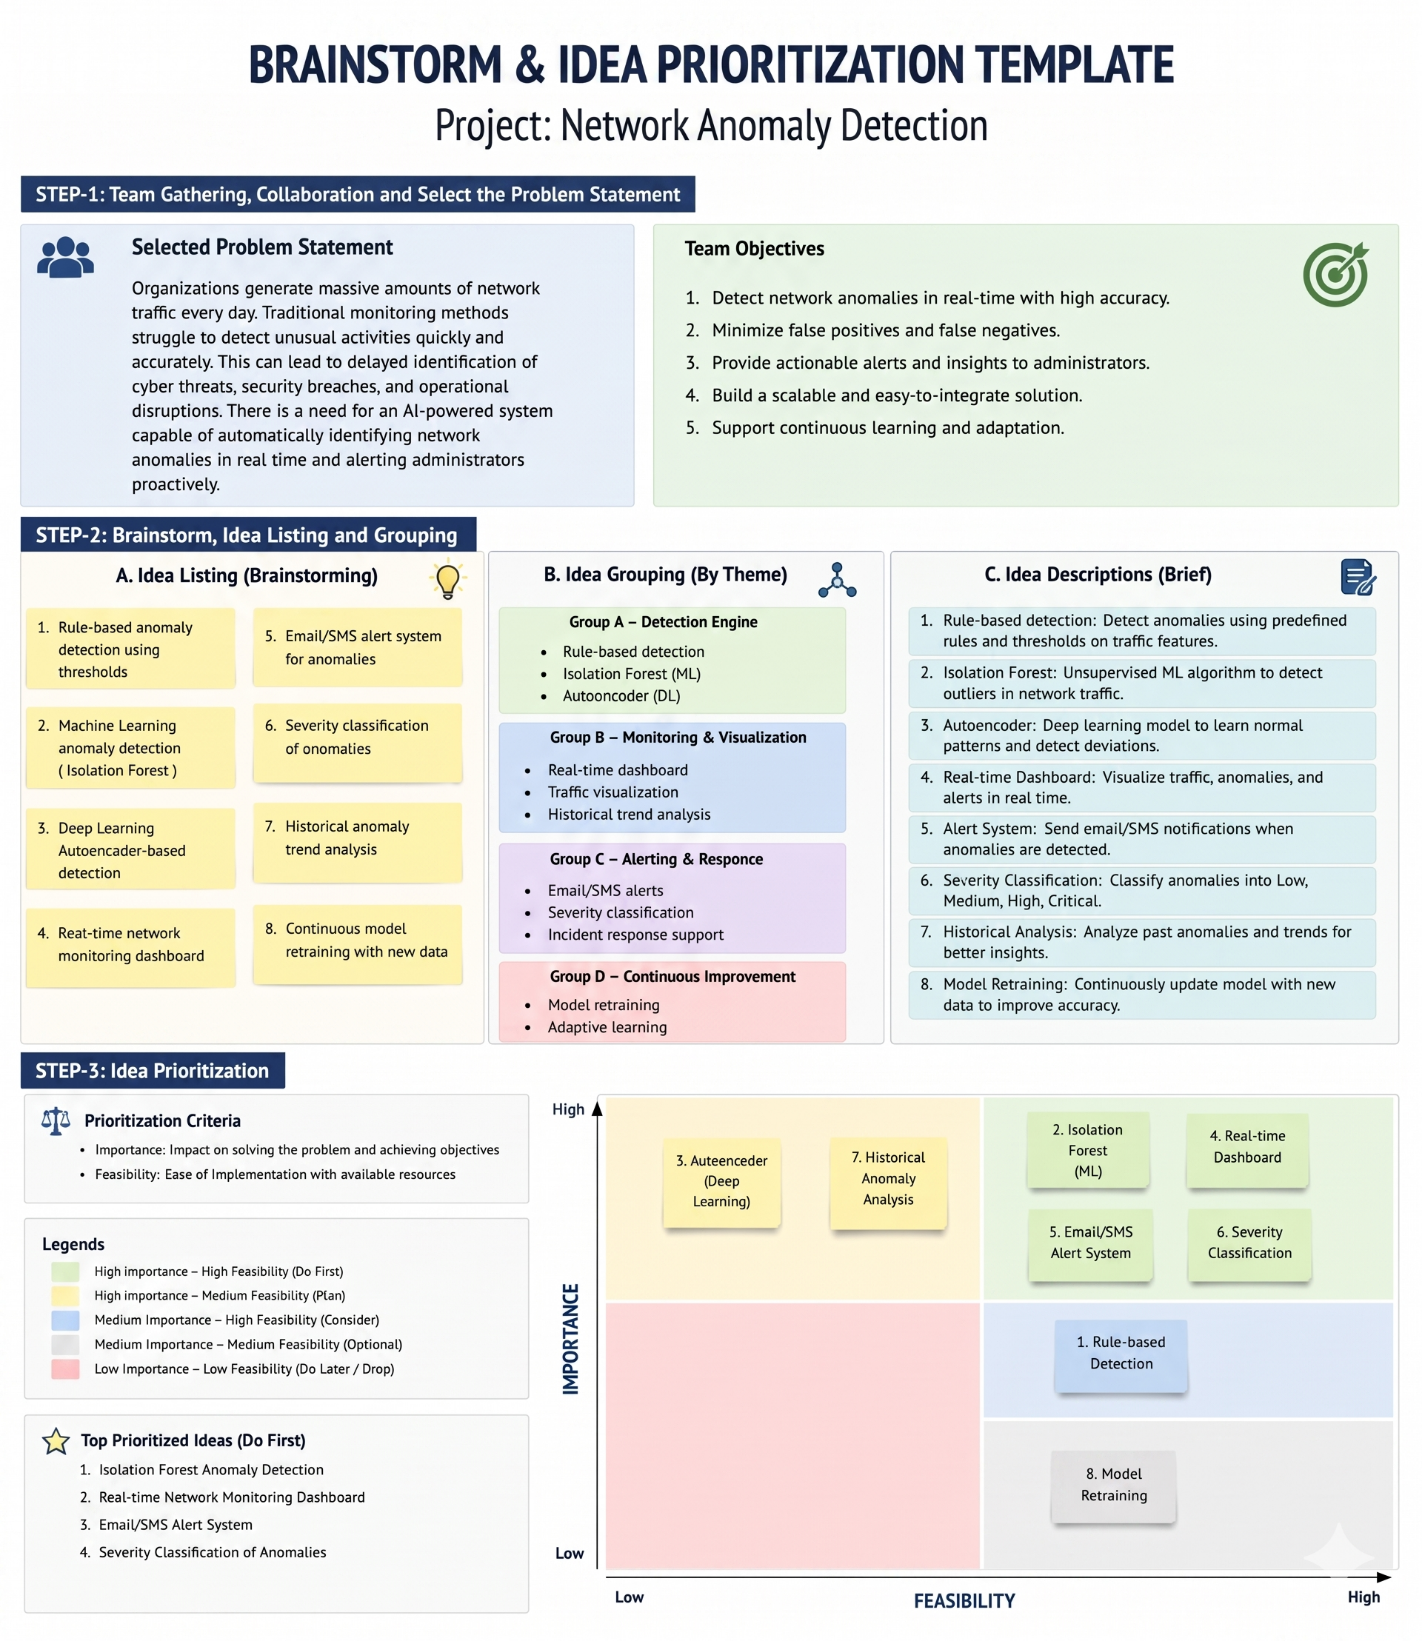 BRAINSTORM & IDEA PRIORITIZATION TEMPLATE
Project: Network Anomaly Detection
STEP-1: Team Gathering, Collaboration and Select the Problem Statement
Selected Problem Statement
Organizations generate massive amounts of network
traffic every day. Traditional monitoring methods
struggle to detect unusual activities quickly and
accurately. This can lead to delayed identification of
cyber threats, security breaches, and operational
disruptions. There is a need for an AI-powered system
capable of automatically identifying network
anomalies in real time and alerting administrators
proactively.
Team Objectives
1. Detect network anomalies in real-time with high accuracy.
2. Minimize false positives and false negatives.
3. Provide actionable alerts and insights to administrators.
4. Build a scalable and easy-to-integrate solution.
5. Support continuous learning and adaptation.
STEP-2: Brainstorm, Idea Listing and Grouping
A. Idea Listing (Brainstorming)
1. Rule-based anomaly
detection using
thresholds
2. Machine Learning
anomaly detection
( Isolation Forest )
3. Deep Learning
Autoencader-based
detection
4. Reat-time network
monitoring dashboard
5. Email/SMS alert system
for anomalies
6. Severity classification
of onomalies
7. Historical anomaly
trend analysis
8. Continuous model
retraining with new data
B. Idea Grouping (By Theme)
Group A – Detection Engine
• Rule-based detection
• Isolation Forest (ML)
• Autooncoder (DL)
Group B – Monitoring & Visualization
• Real-time dashboard
• Traffic visualization
• Historical trend analysis
Group C – Alerting & Responce
• Email/SMS alerts
• Severity classification
• Incident response support
Group D – Continuous Improvement
• Model retraining
• Adaptive learning
C. Idea Descriptions (Brief)
1. Rule-based detection: Detect anomalies using predefined
rules and thresholds on traffic features.
2. Isolation Forest: Unsupervised ML algorithm to detect
outliers in network traffic.
3. Autoencoder: Deep learning model to learn normal
patterns and detect deviations.
4. Real-time Dashboard: Visualize traffic, anomalies, and
alerts in real time.
5. Alert System: Send email/SMS notifications when
anomalies are detected.
6. Severity Classification: Classify anomalies into Low,
Medium, High, Critical.
7. Historical Analysis: Analyze past anomalies and trends for
better insights.
8. Model Retraining: Continuously update model with new
data to improve accuracy.
STEP-3: Idea Prioritization
Prioritization Criteria
• Importance: Impact on solving the problem and achieving objectives
• Feasibility: Ease of Implementation with available resources
Legends
High importance – High Feasibility (Do First)
High importance – Medium Feasibility (Plan)
Medium Importance – High Feasibility (Consider)
Medium Importance – Medium Feasibility (Optional)
Low Importance – Low Feasibility (Do Later / Drop)
Top Prioritized Ideas (Do First)
1. Isolation Forest Anomaly Detection
2. Real-time Network Monitoring Dashboard
3. Email/SMS Alert System
4. Severity Classification of Anomalies
High
IMPORTANCE
Low
3. Auteenceder
(Deep
Learning)
7. Historical
Anomaly
Analysis
2. Isolation
Forest
(ML)
4. Real-time
Dashboard
5. Email/SMS
Alert System
6. Severity
Classification
1. Rule-based
Detection
8. Model
Retraining
Low
FEASIBILITY
High